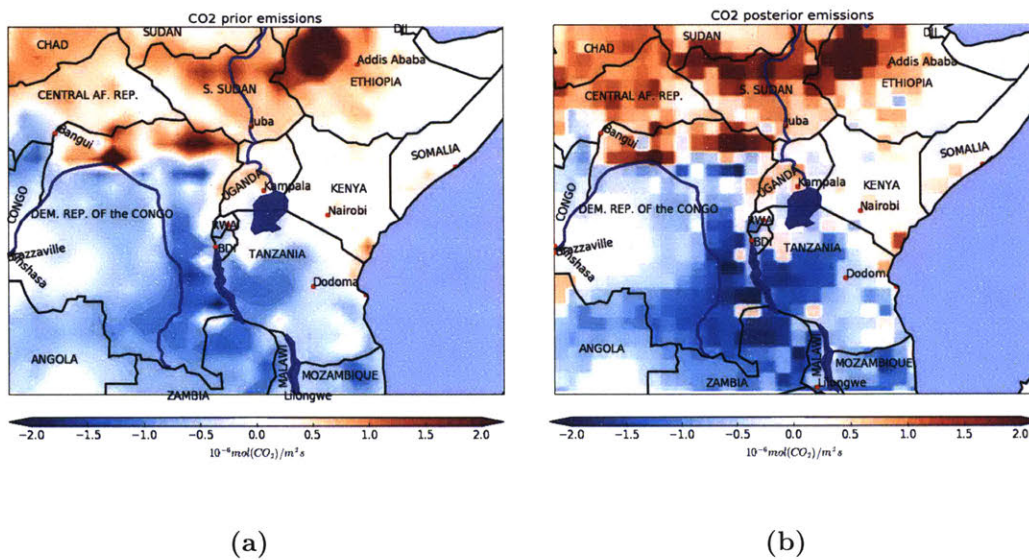 CO2 prior emissions
SUDAN
CHAD
Addis Ababa
ETHIOPIA
S. SUDAN
CENTRAL AF. REP.
Juba
Bangui
SOMALIA
UGANDA
Kampala
KENYA
CONGO
DEM. REP. OF the CONGO
Nairobi
RWA
BDI
TANZANIA
Dodoma
ANGOLA
MALAWI
MOZAMBIQUE
ZAMBIA
Lilongwe
−2.0 −1.5 −1.0 −0.5 0.0 0.5 1.0 1.5 2.0
10⁻⁶mol(CO₂)/m²s
(a)
CO2 posterior emissions
SUDAN
CHAD
Addis Ababa
ETHIOPIA
S. SUDAN
CENTRAL AF. REP.
Juba
Bangui
SOMALIA
UGANDA
Kampala
KENYA
CONGO
DEM. REP. OF the CONGO
Nairobi
BDI
TANZANIA
Dodoma
ANGOLA
MALAWI
MOZAMBIQUE
ZAMBIA
Lilongwe
−2.0 −1.5 −1.0 −0.5 0.0 0.5 1.0 1.5 2.0
10⁻⁶mol(CO₂)/m²s
(b)